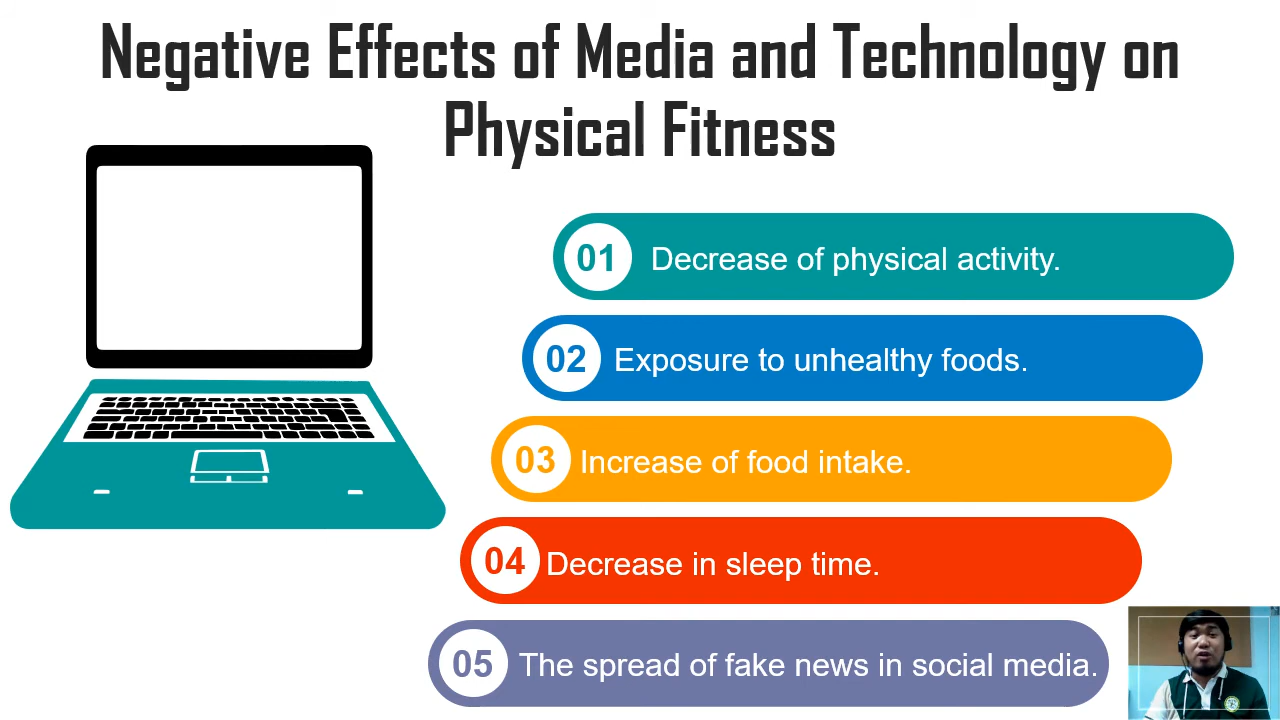 Negative Effects of Media and Technology on
Physical Fitness
01 Decrease of physical activity.
02 Exposure to unhealthy foods.
03 Increase of food intake.
04 Decrease in sleep time.
05 The spread of fake news in social media.